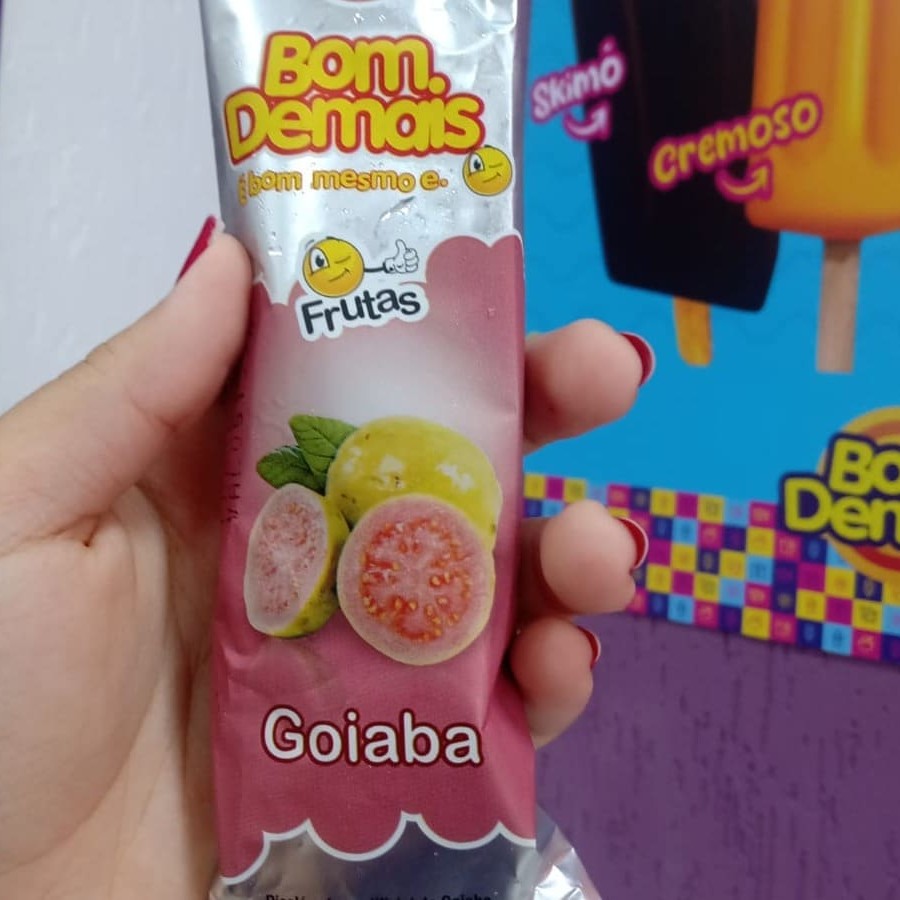 Bom.
Demais
é bom mesmo e.
Frutas
Goiaba
Skimó
Cremoso
Bo
Dem